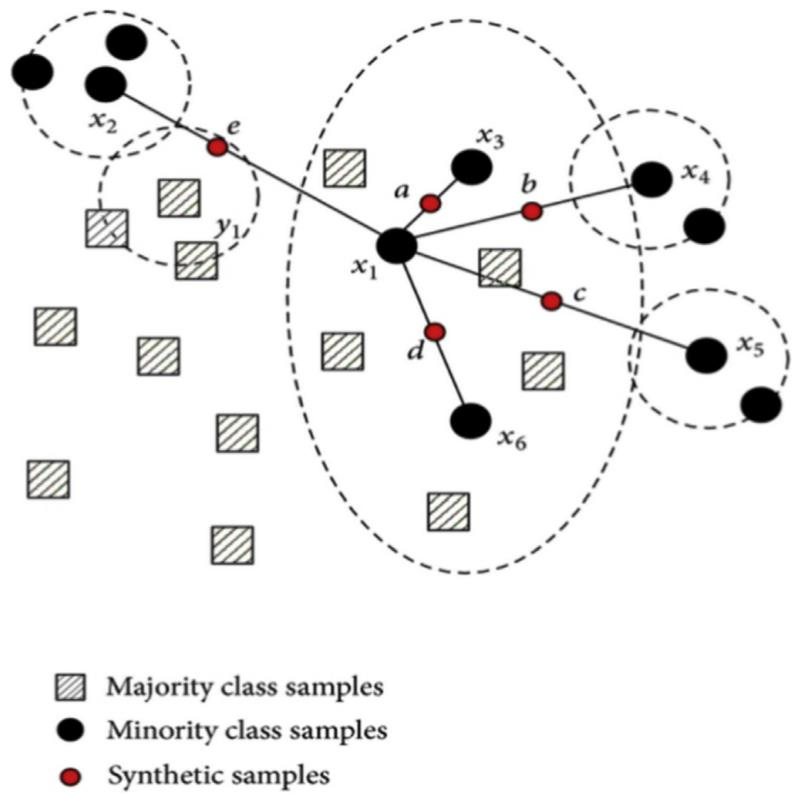 x₂
e
x₃
x₄
a
b
y₁
x₁
c
d
x₅
x₆
Majority class samples
Minority class samples
Synthetic samples